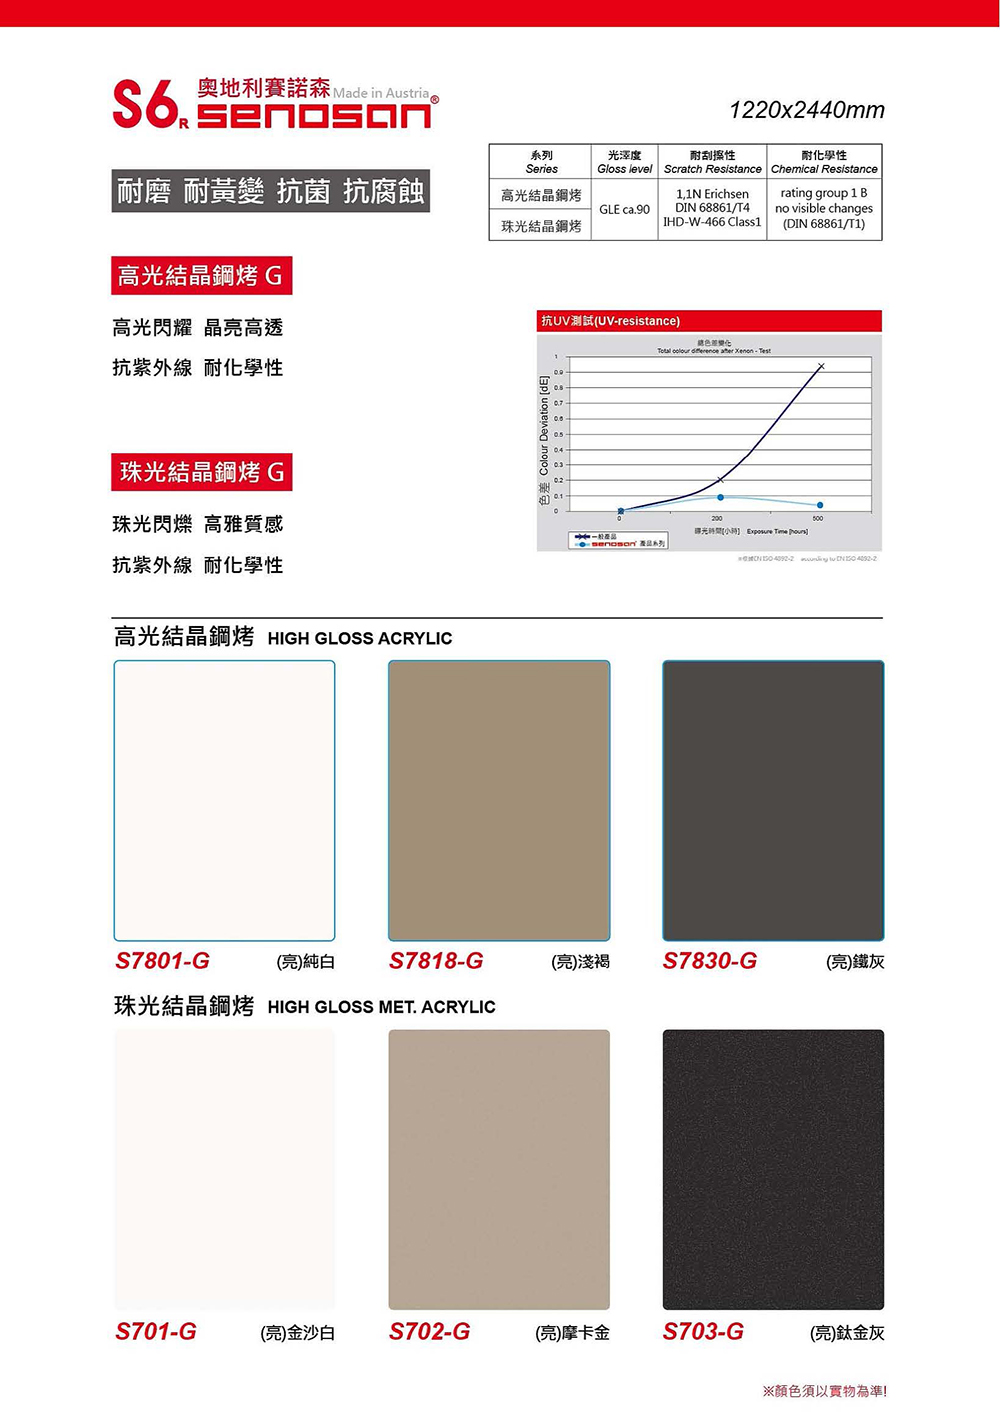 S6R 奧地利賽諾森 Made in Austria
senosan®
1220x2440mm
耐磨 耐黃變 抗菌 抗腐蝕
系列 光澤度 耐刮擦性 耐化學性
Series Gloss level Scratch Resistance Chemical Resistance
高光結晶鋼烤
珠光結晶鋼烤
GLE ca.90
1,1N Erichsen
DIN 68861/T4
IHD-W-466 Class1
rating group 1 B
no visible changes
(DIN 68861/T1)
高光結晶鋼烤 G
高光閃耀 晶亮高透
抗紫外線 耐化學性
珠光結晶鋼烤 G
珠光閃爍 高雅質感
抗紫外線 耐化學性
抗UV測試(UV-resistance)
總色差變化
Total colour difference after Xenon - Test
色差 Colour Deviation [dE]
1
0.9
0.8
0.7
0.6
0.5
0.4
0.3
0.2
0.1
0
0 200 500
曝光時間[小時] Exposure Time [hours]
一般產品
senosan® 產品系列
※依據EN ISO 4892-2 according to EN ISO 4892-2
高光結晶鋼烤 HIGH GLOSS ACRYLIC
S7801-G (亮)純白
S7818-G (亮)淺褐
S7830-G (亮)鐵灰
珠光結晶鋼烤 HIGH GLOSS MET. ACRYLIC
S701-G (亮)金沙白
S702-G (亮)摩卡金
S703-G (亮)鈦金灰
※顏色須以實物為準!